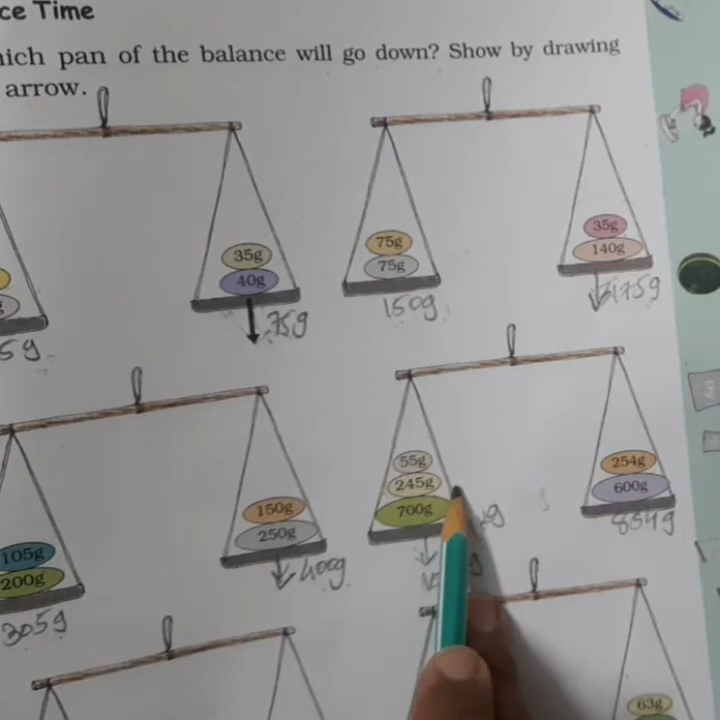 ce Time
hich pan of the balance will go down? Show by drawing
arrow.
35g
40g
75g
75g
75g
150g
35g
140g
175g
5g
105g
200g
305g
150g
250g
400g
55g
245g
700g
254g
600g
854g
63g